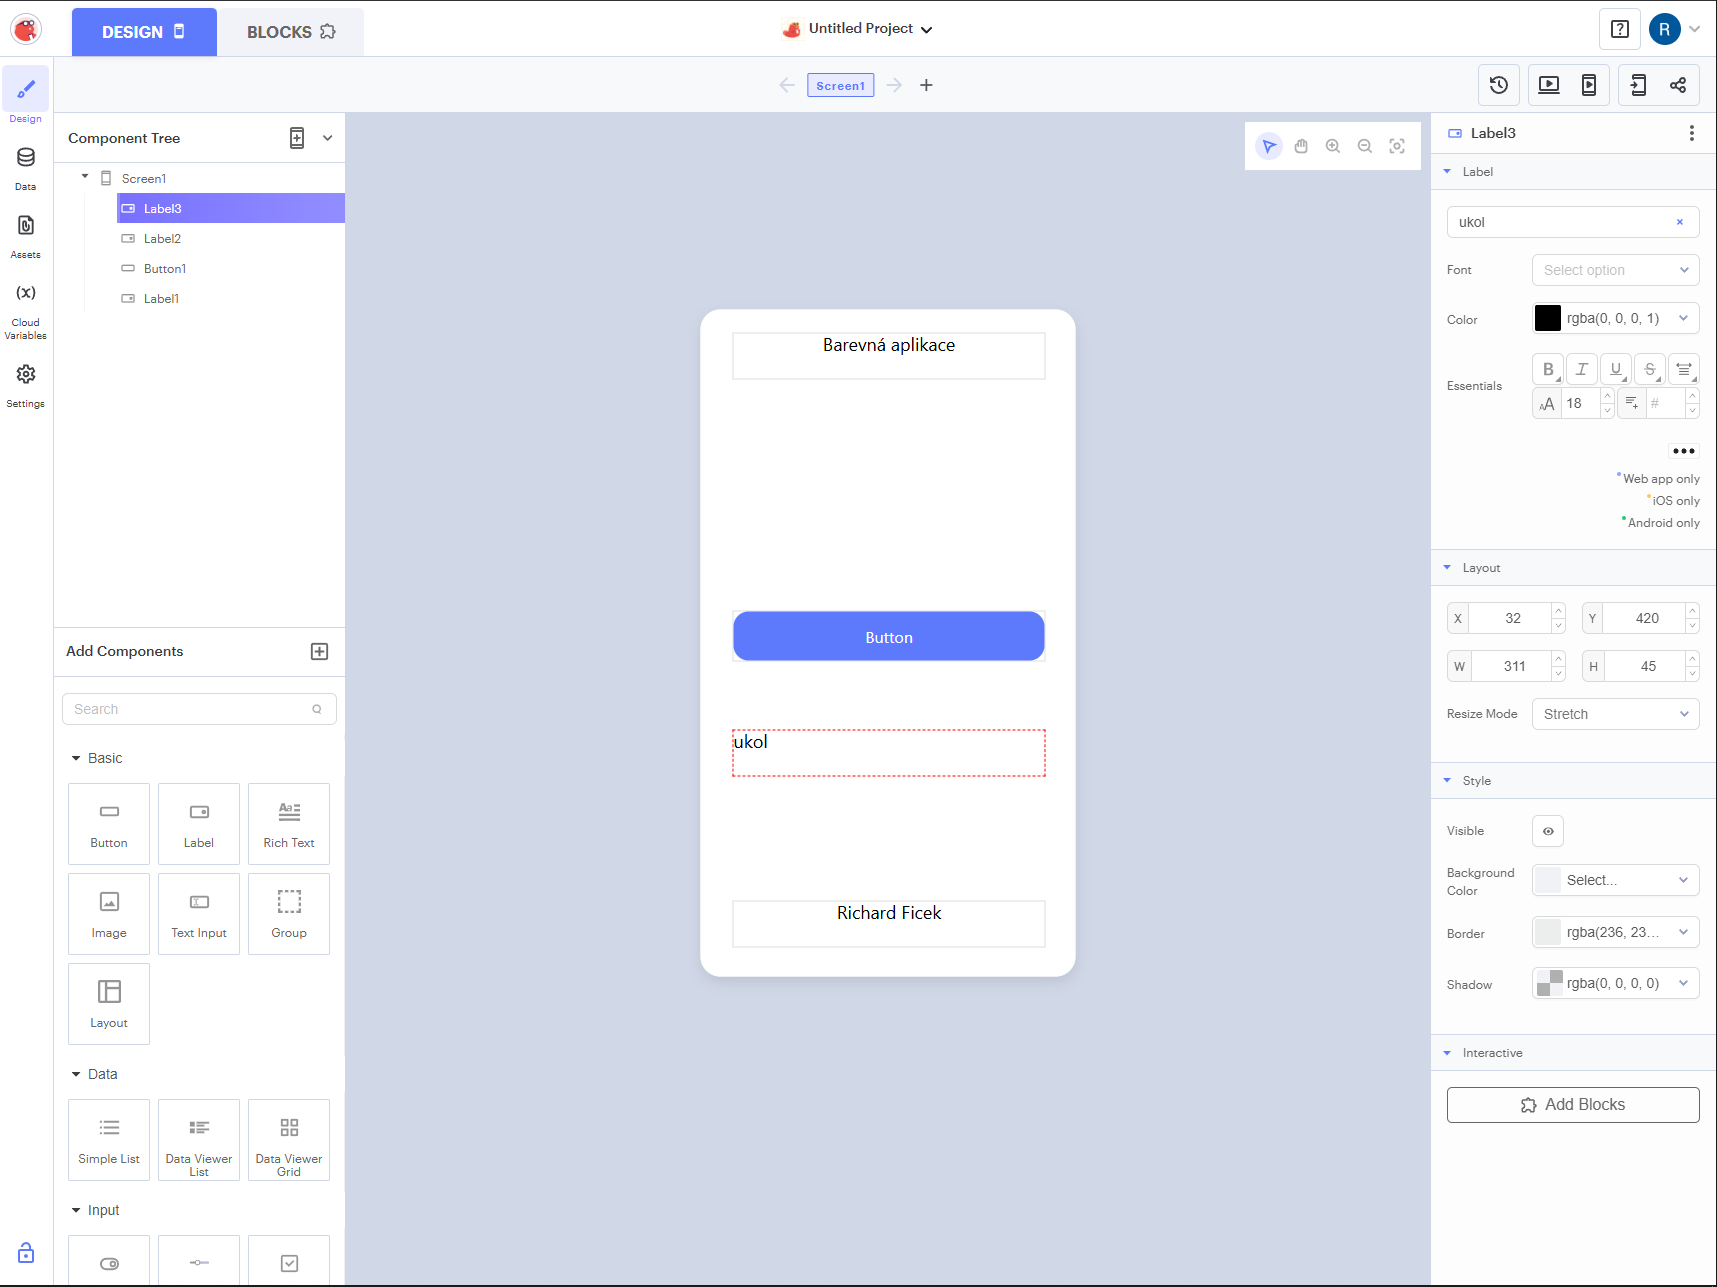 DESIGN
BLOCKS
Untitled Project
?
R
Screen1
Design
Data
Assets
(x)
Cloud
Variables
Settings
Component Tree
Screen1
Label3
Label2
Button1
Label1
Add Components
Search
Basic
Button
Label
Aa
Rich Text
Image
Text Input
Group
Layout
Data
Simple List
Data Viewer
List
Data Viewer
Grid
Input
Barevná aplikace
Button
ukol
Richard Ficek
Label3
Label
ukol
×
Font
Select option
Color
rgba(0, 0, 0, 1)
Essentials
B
I
U
S
AA
18
#
Web app only
iOS only
Android only
Layout
X
32
Y
420
W
311
H
45
Resize Mode
Stretch
Style
Visible
Background
Color
Select...
Border
rgba(236, 23...
Shadow
rgba(0, 0, 0, 0)
Interactive
Add Blocks